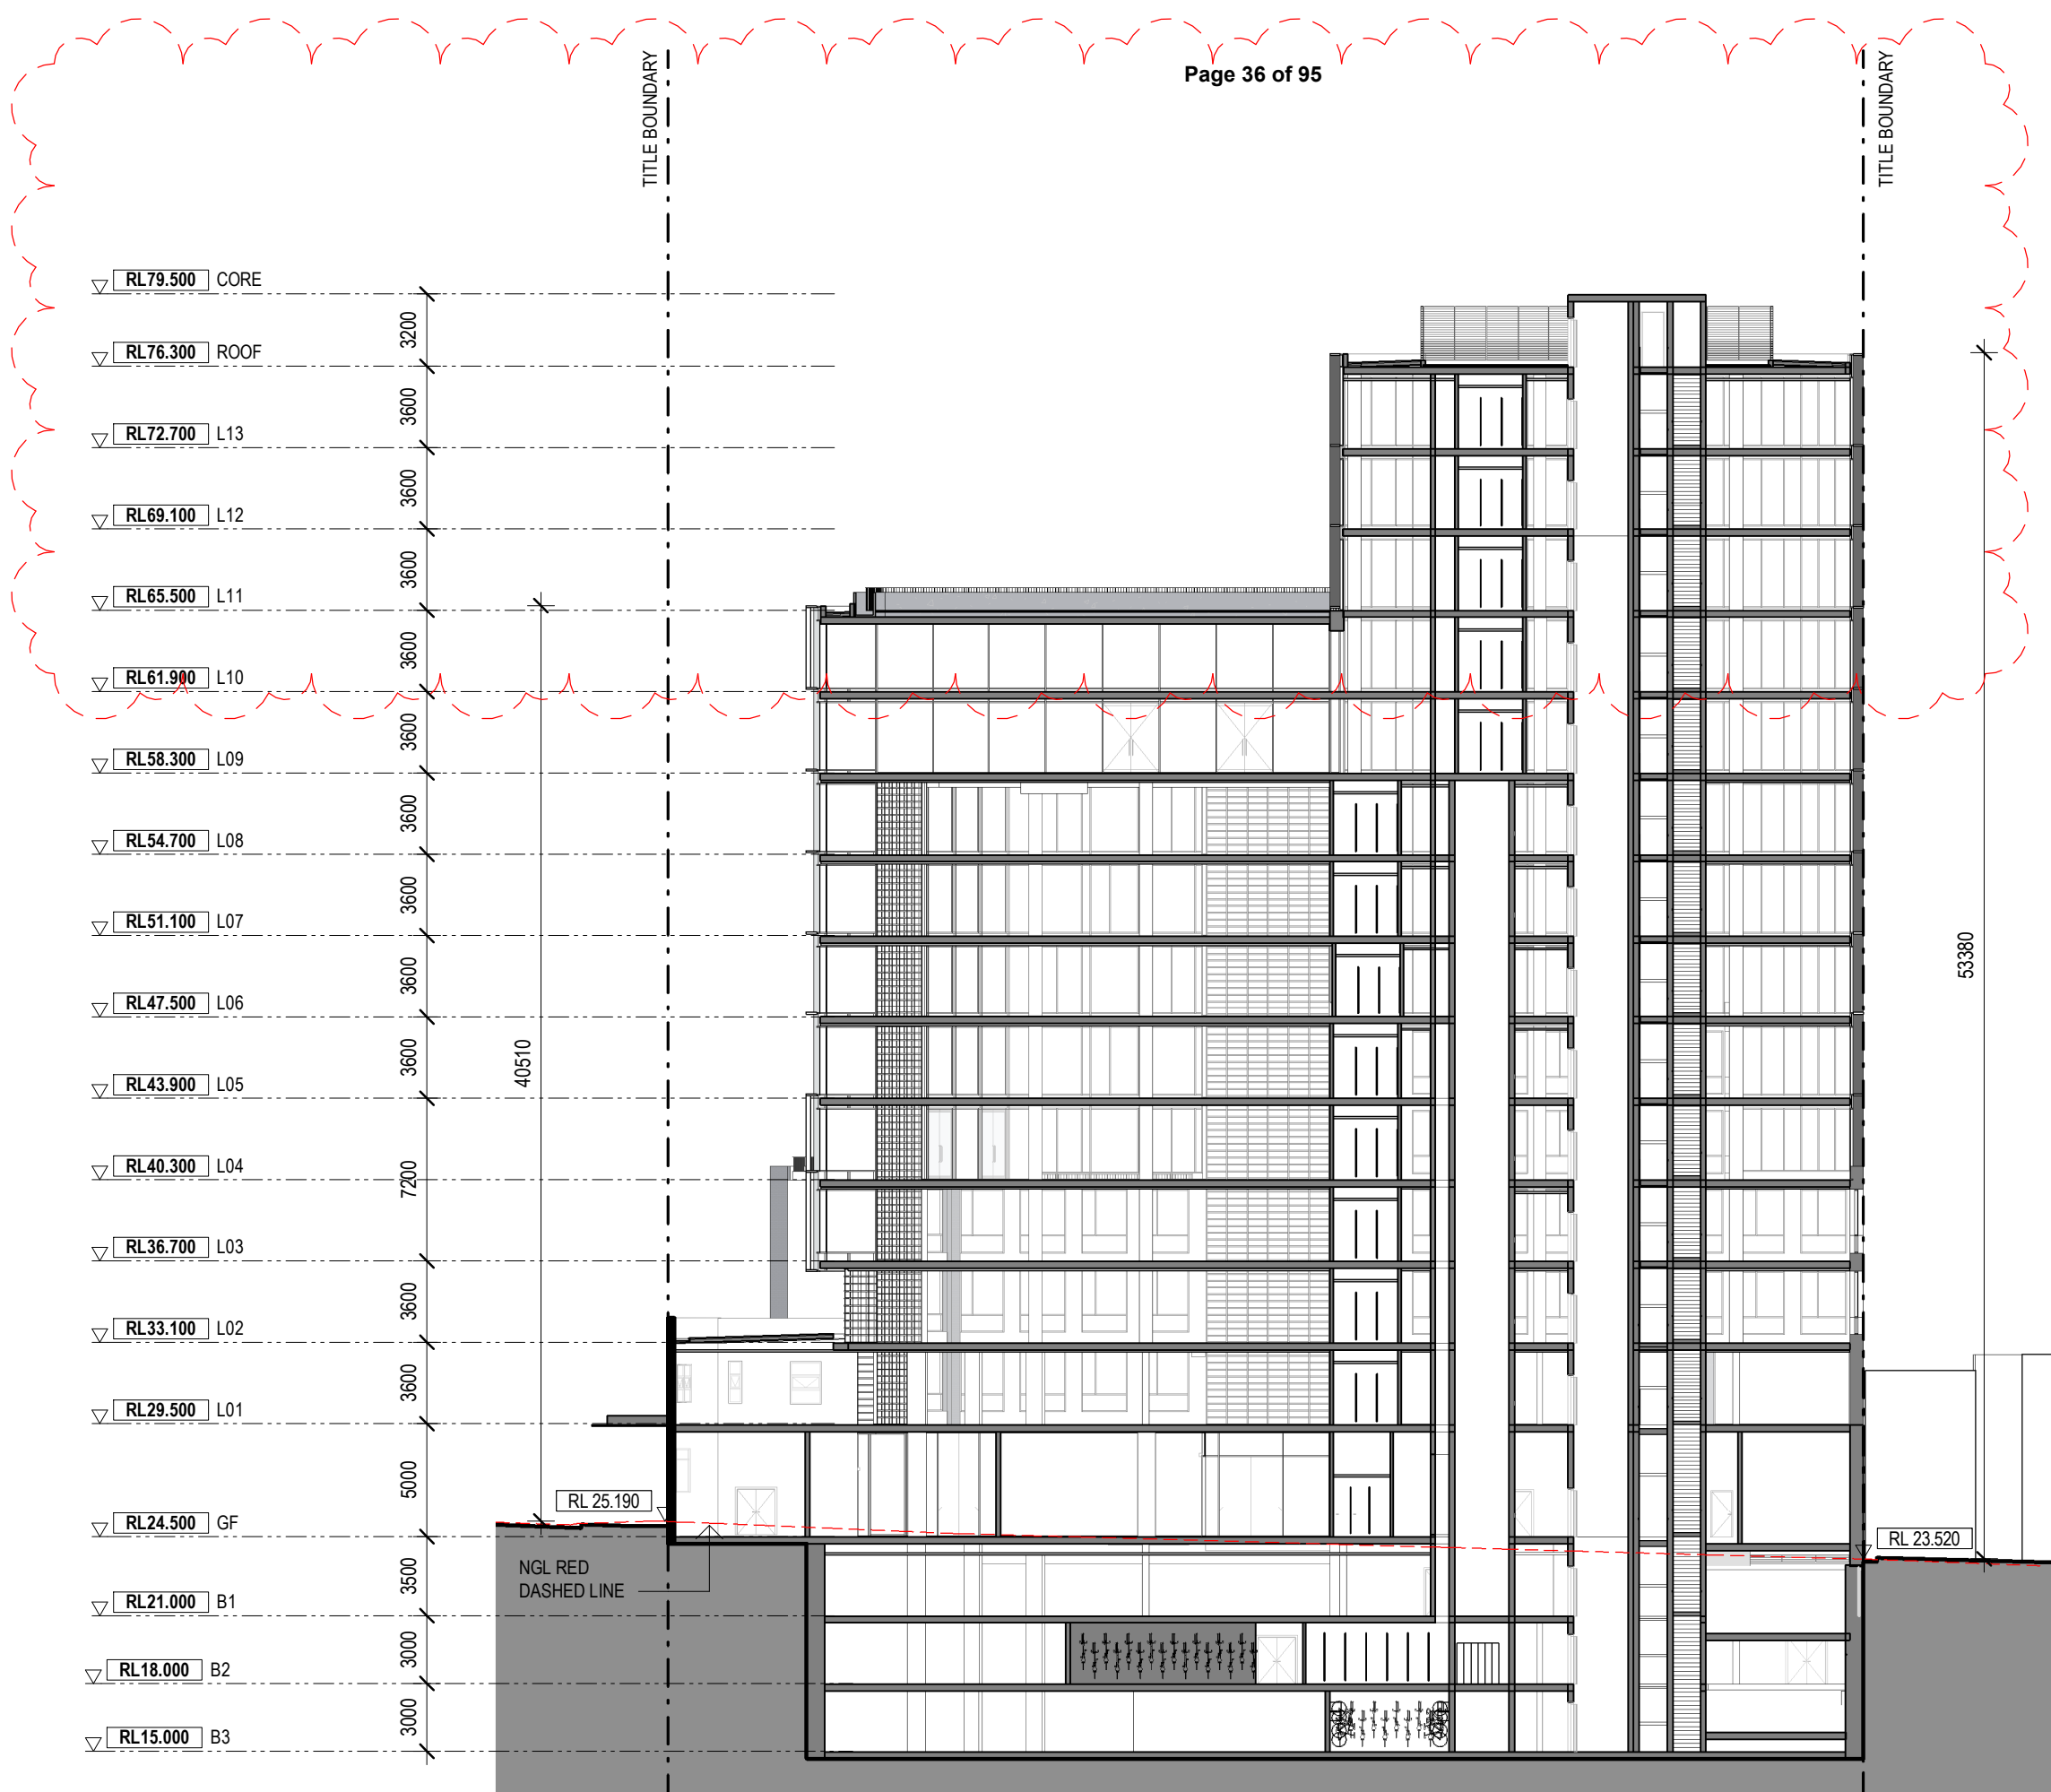 Page 36 of 95
TITLE BOUNDARY
TITLE BOUNDARY
RL79.500 CORE
3200
RL76.300 ROOF
3600
RL72.700 L13
3600
RL69.100 L12
3600
RL65.500 L11
3600
RL61.900 L10
3600
RL58.300 L09
3600
RL54.700 L08
3600
RL51.100 L07
3600
RL47.500 L06
3600
RL43.900 L05
7200
RL40.300 L04
RL36.700 L03
3600
RL33.100 L02
3600
RL29.500 L01
5000
RL24.500 GF
3500
RL21.000 B1
3000
RL18.000 B2
3000
RL15.000 B3
40510
53380
RL 25.190
RL 23.520
NGL RED
DASHED LINE